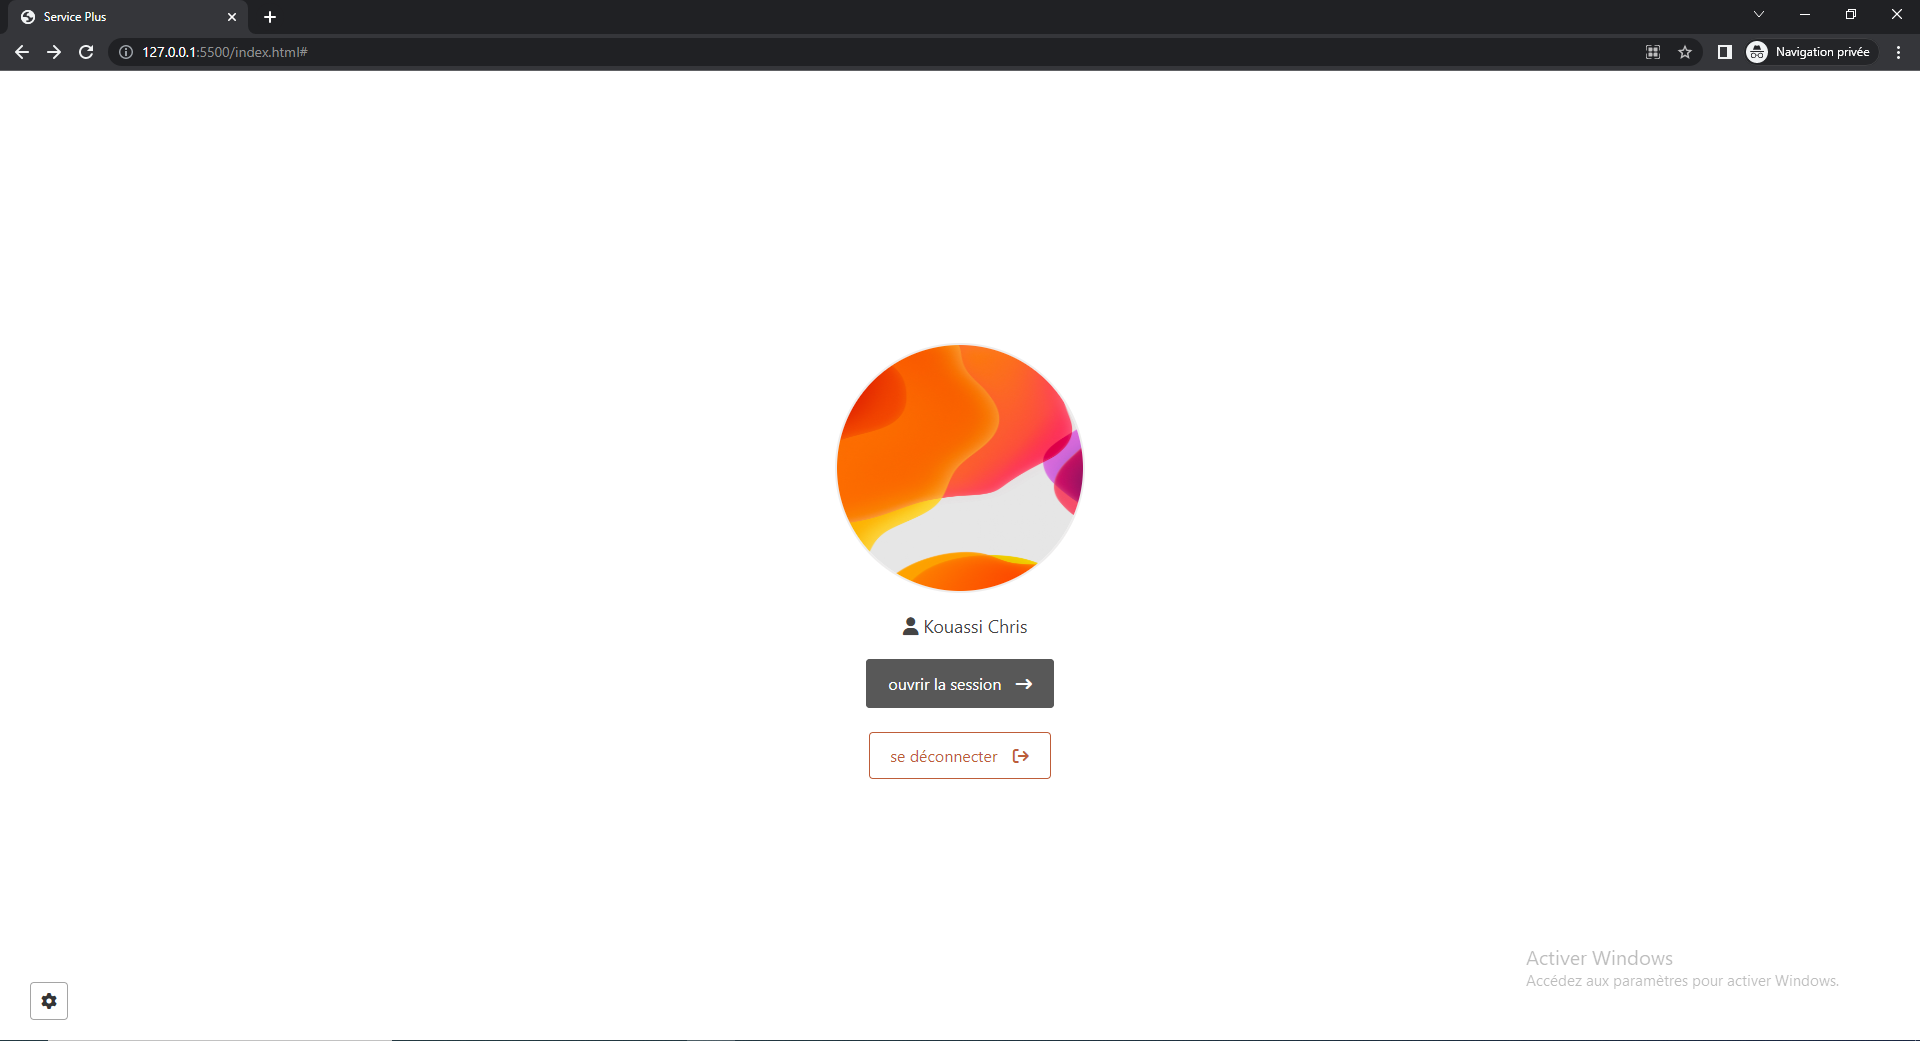 Service Plus
127.0.0.1:5500/index.html#
Navigation privée
Kouassi Chris
ouvrir la session
se déconnecter
Activer Windows
Accédez aux paramètres pour activer Windows.